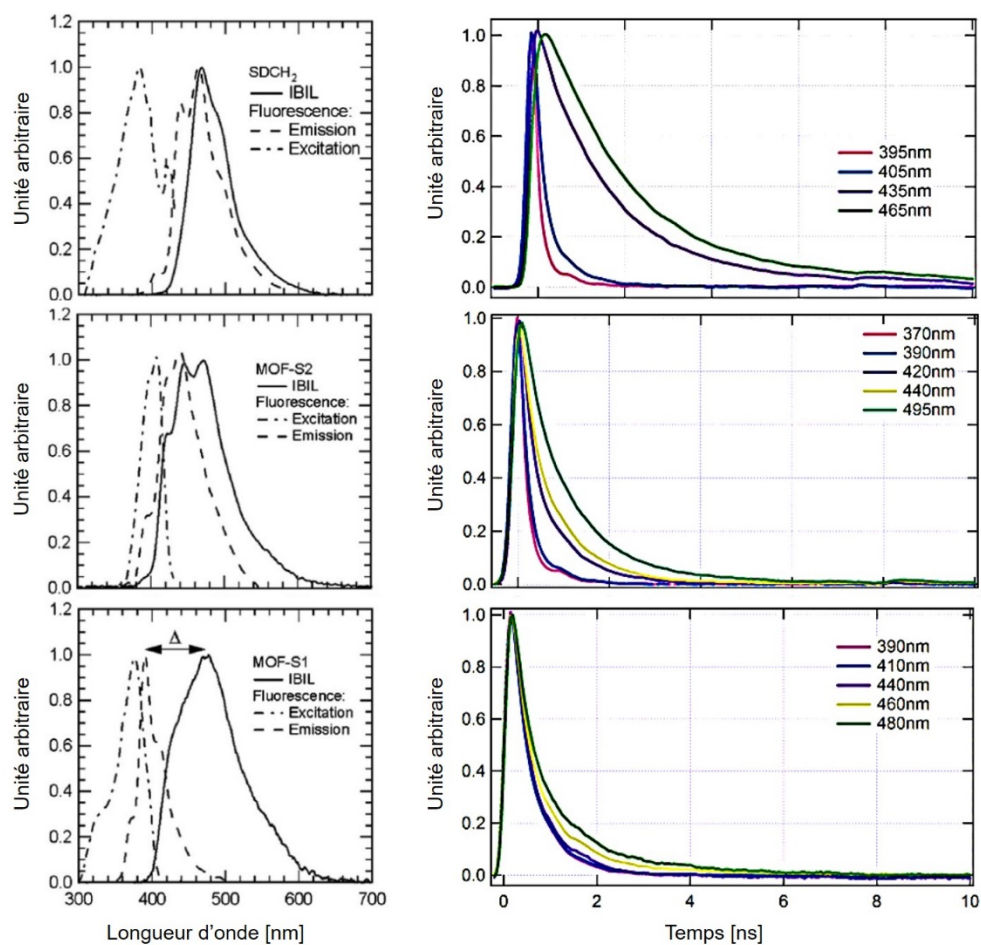 1.2
1.0
0.8
0.6
0.4
0.2
0.0
Unité arbitraire
SDCH₂
IBIL
Fluorescence:
Emission
Excitation
1.0
0.8
0.6
0.4
0.2
0.0
Unité arbitraire
395nm
405nm
435nm
465nm
1.2
1.0
0.8
0.6
0.4
0.2
0.0
Unité arbitraire
MOF-S2
IBIL
Fluorescence:
Excitation
Emission
1.0
0.8
0.6
0.4
0.2
0.0
Unité arbitraire
370nm
390nm
420nm
440nm
495nm
1.2
1.0
0.8
0.6
0.4
0.2
0.0
Unité arbitraire
Δ
MOF-S1
IBIL
Fluorescence:
Excitation
Emission
300 400 500 600 700
Longueur d'onde [nm]
1.0
0.8
0.6
0.4
0.2
0.0
Unité arbitraire
390nm
410nm
440nm
460nm
480nm
0 2 4 6 8 10
Temps [ns]